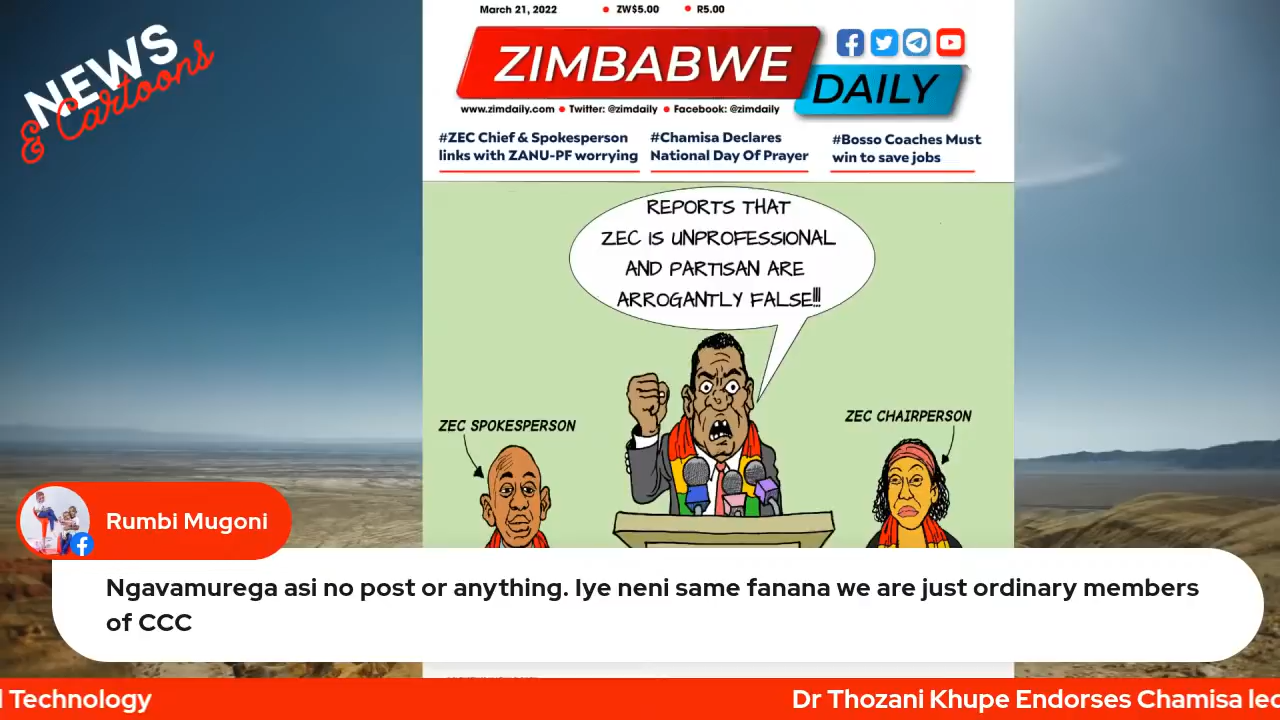 March 21, 2022 • ZW$5.00 • R5.00
NEWS
& Cartoons
ZIMBABWE
DAILY
www.zimdaily.com • Twitter: @zimdaily • Facebook: @zimdaily
#ZEC Chief & Spokesperson
links with ZANU-PF worrying
#Chamisa Declares
National Day Of Prayer
#Bosso Coaches Must
win to save jobs
REPORTS THAT
ZEC IS UNPROFESSIONAL
AND PARTISAN ARE
ARROGANTLY FALSE!!!
ZEC SPOKESPERSON
ZEC CHAIRPERSON
Rumbi Mugoni
Ngavamurega asi no post or anything. Iye neni same fanana we are just ordinary members
of CCC
Technology
Dr Thozani Khupe Endorses Chamisa